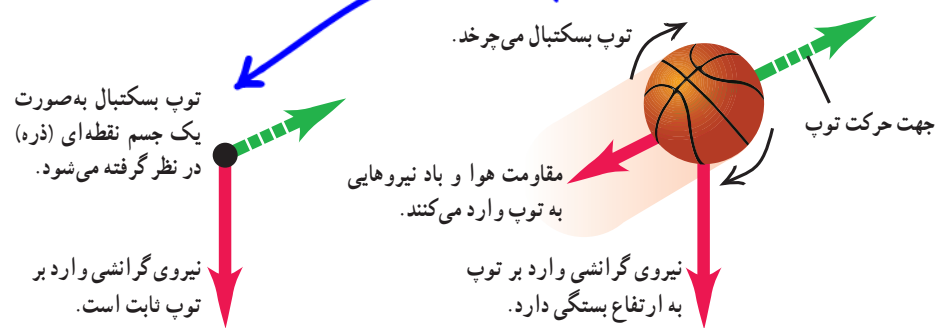 توپ بسکتبال می‌چرخد.
جهت حرکت توپ
مقاومت هوا و باد نیروهایی
به توپ وارد می‌کنند.
نیروی گرانشی وارد بر توپ
به ارتفاع بستگی دارد.
توپ بسکتبال به‌صورت
یک جسم نقطه‌ای (ذره)
در نظر گرفته می‌شود.
نیروی گرانشی وارد بر
توپ ثابت است.